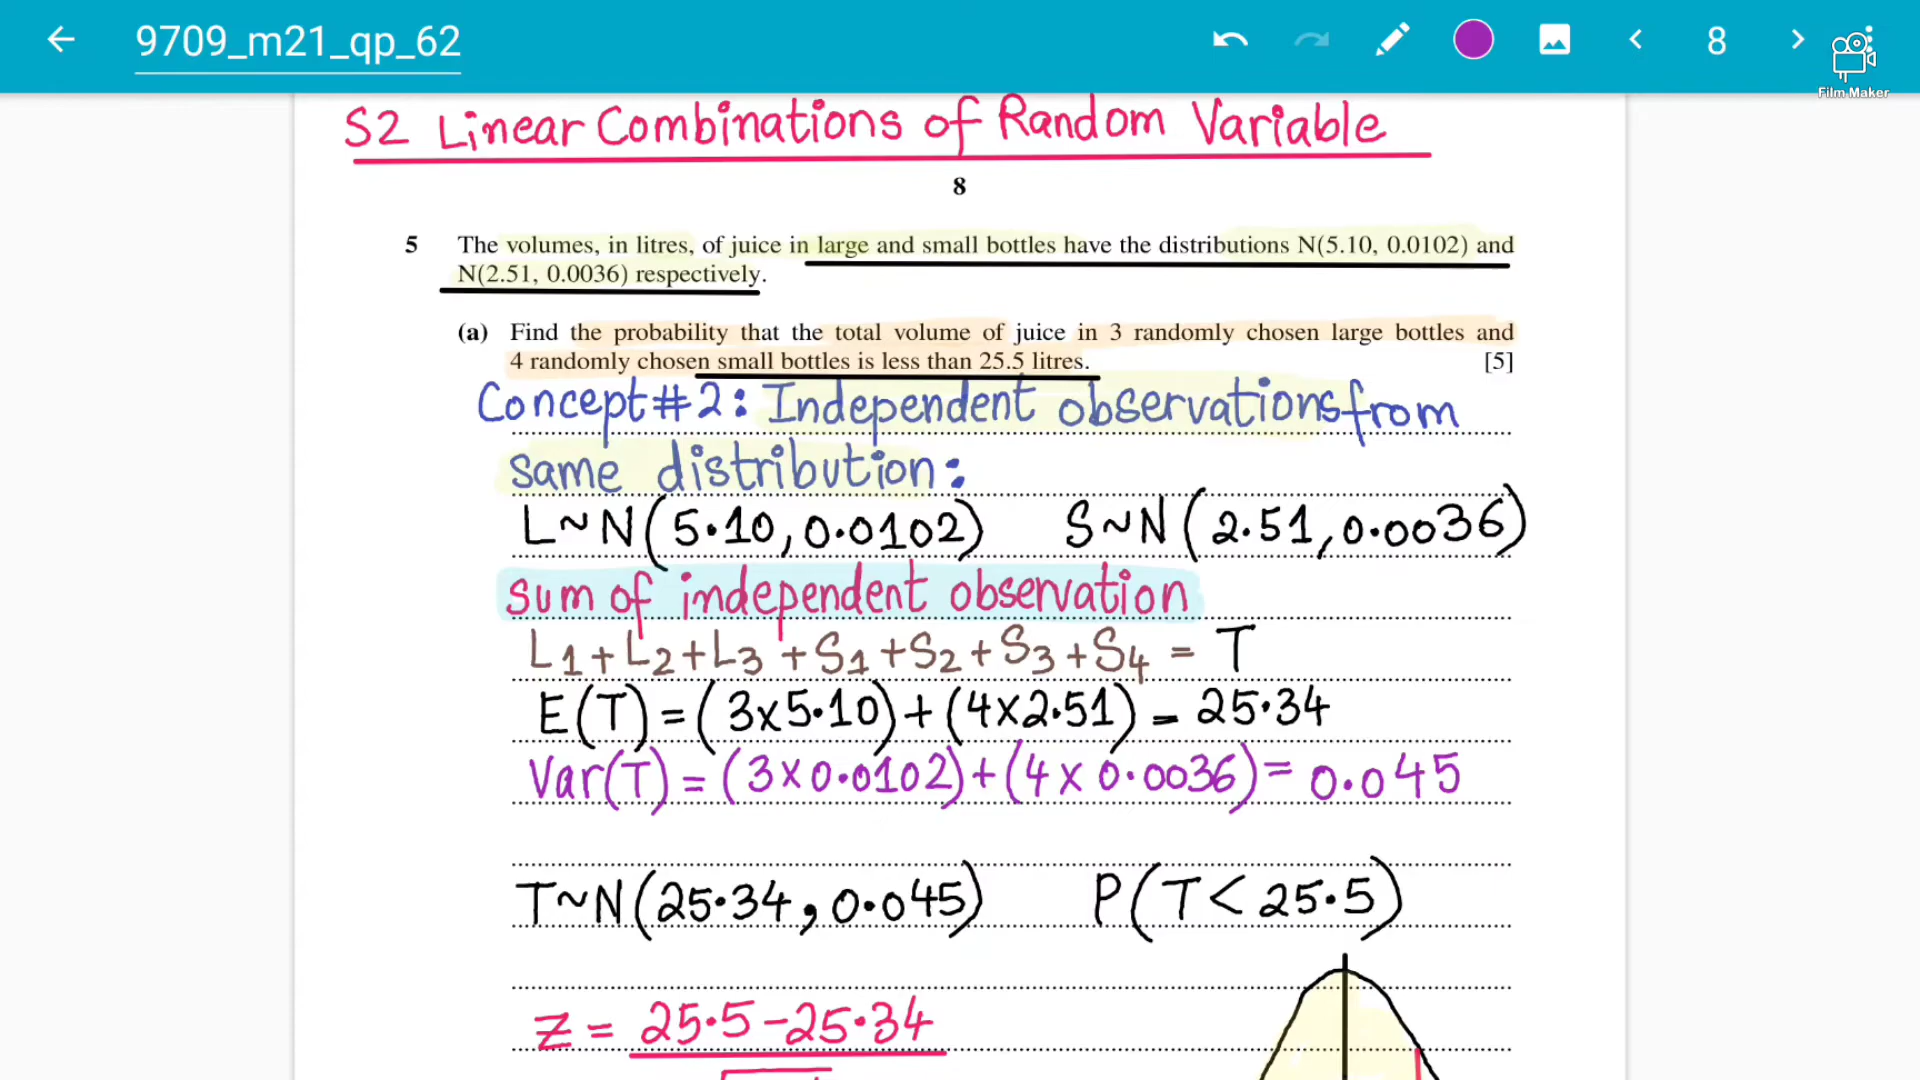 9709_m21_qp_62
8
Film Maker
S2 Linear Combinations of Random Variable
8
5 The volumes, in litres, of juice in large and small bottles have the distributions N(5.10, 0.0102) and
N(2.51, 0.0036) respectively.
(a) Find the probability that the total volume of juice in 3 randomly chosen large bottles and
4 randomly chosen small bottles is less than 25.5 litres. [5]
Concept#2: Independent observations from
same distribution:
L~N(5.10, 0.0102) S~N(2.51, 0.0036)
Sum of independent observation
L1+L2+L3+S1+S2+S3+S4 = T
E(T) = (3x5.10)+(4x2.51) = 25.34
Var(T) = (3x0.0102)+(4x0.0036) = 0.045
T~N(25.34, 0.045) P(T<25.5)
Z = 25.5-25.34